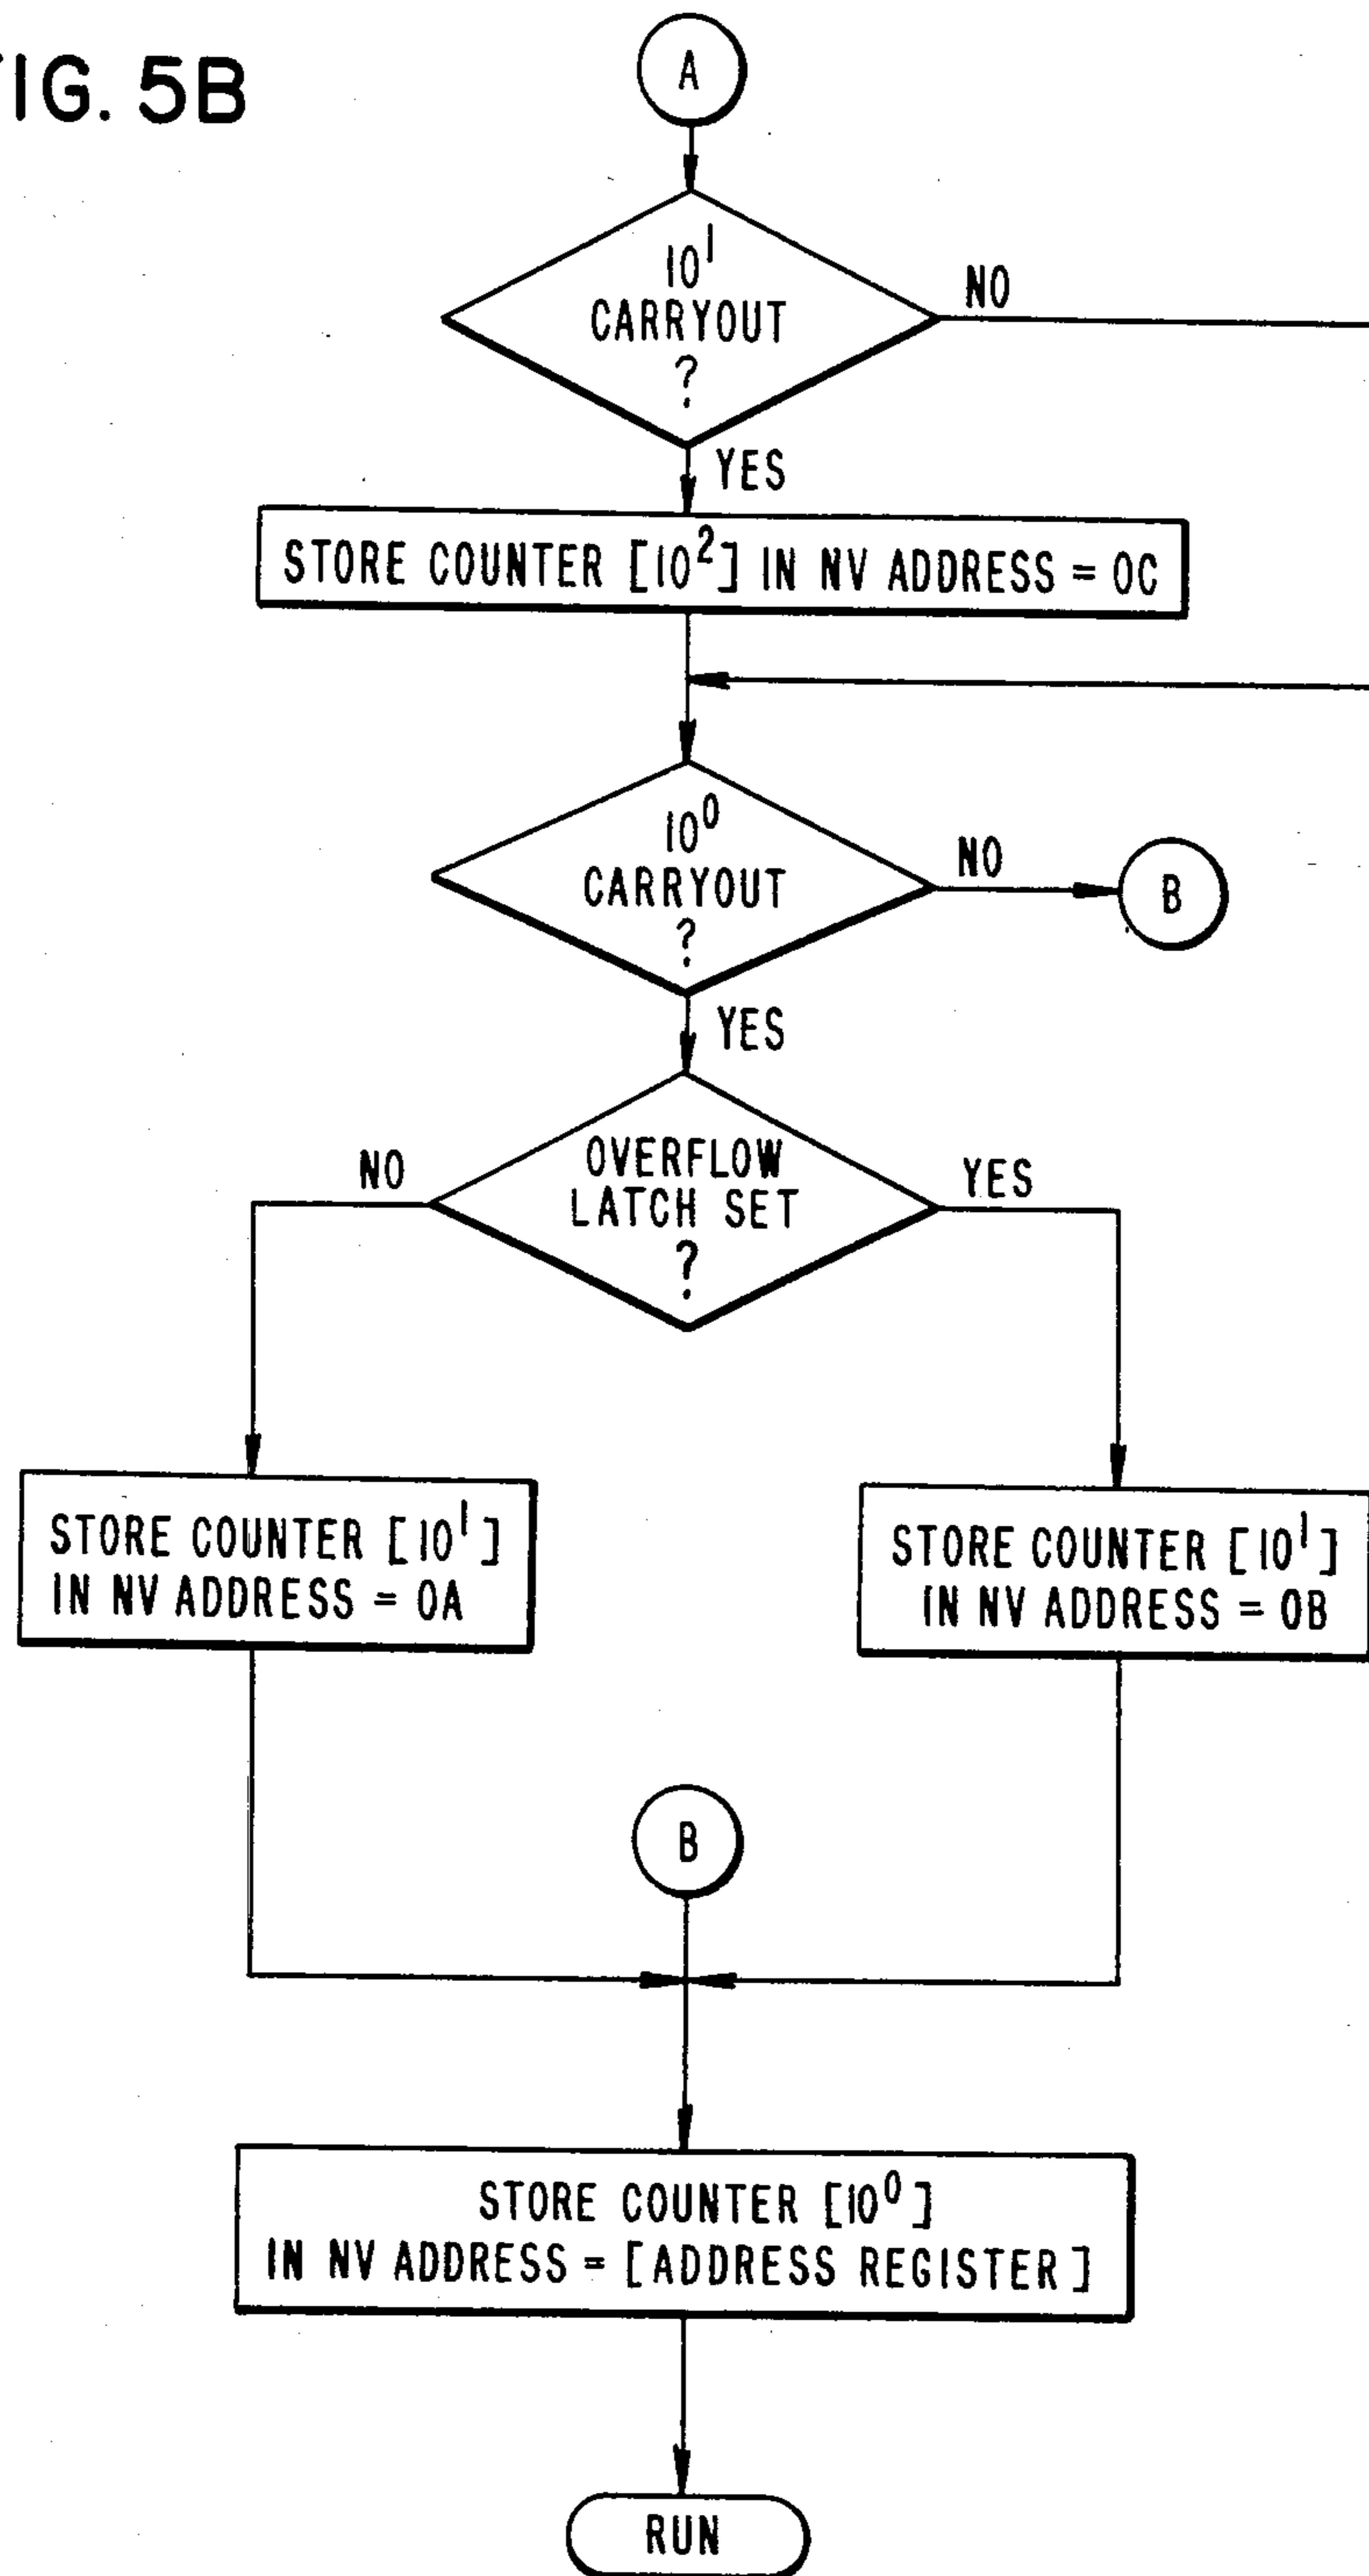 IG. 5B
A
10¹
CARRYOUT
?
NO
YES
STORE COUNTER [10²] IN NV ADDRESS = 0C
10⁰
CARRYOUT
?
NO
B
YES
OVERFLOW
LATCH SET
?
NO
YES
STORE COUNTER [10¹]
IN NV ADDRESS = 0A
STORE COUNTER [10¹]
IN NV ADDRESS = 0B
B
STORE COUNTER [10⁰]
IN NV ADDRESS = [ADDRESS REGISTER]
RUN